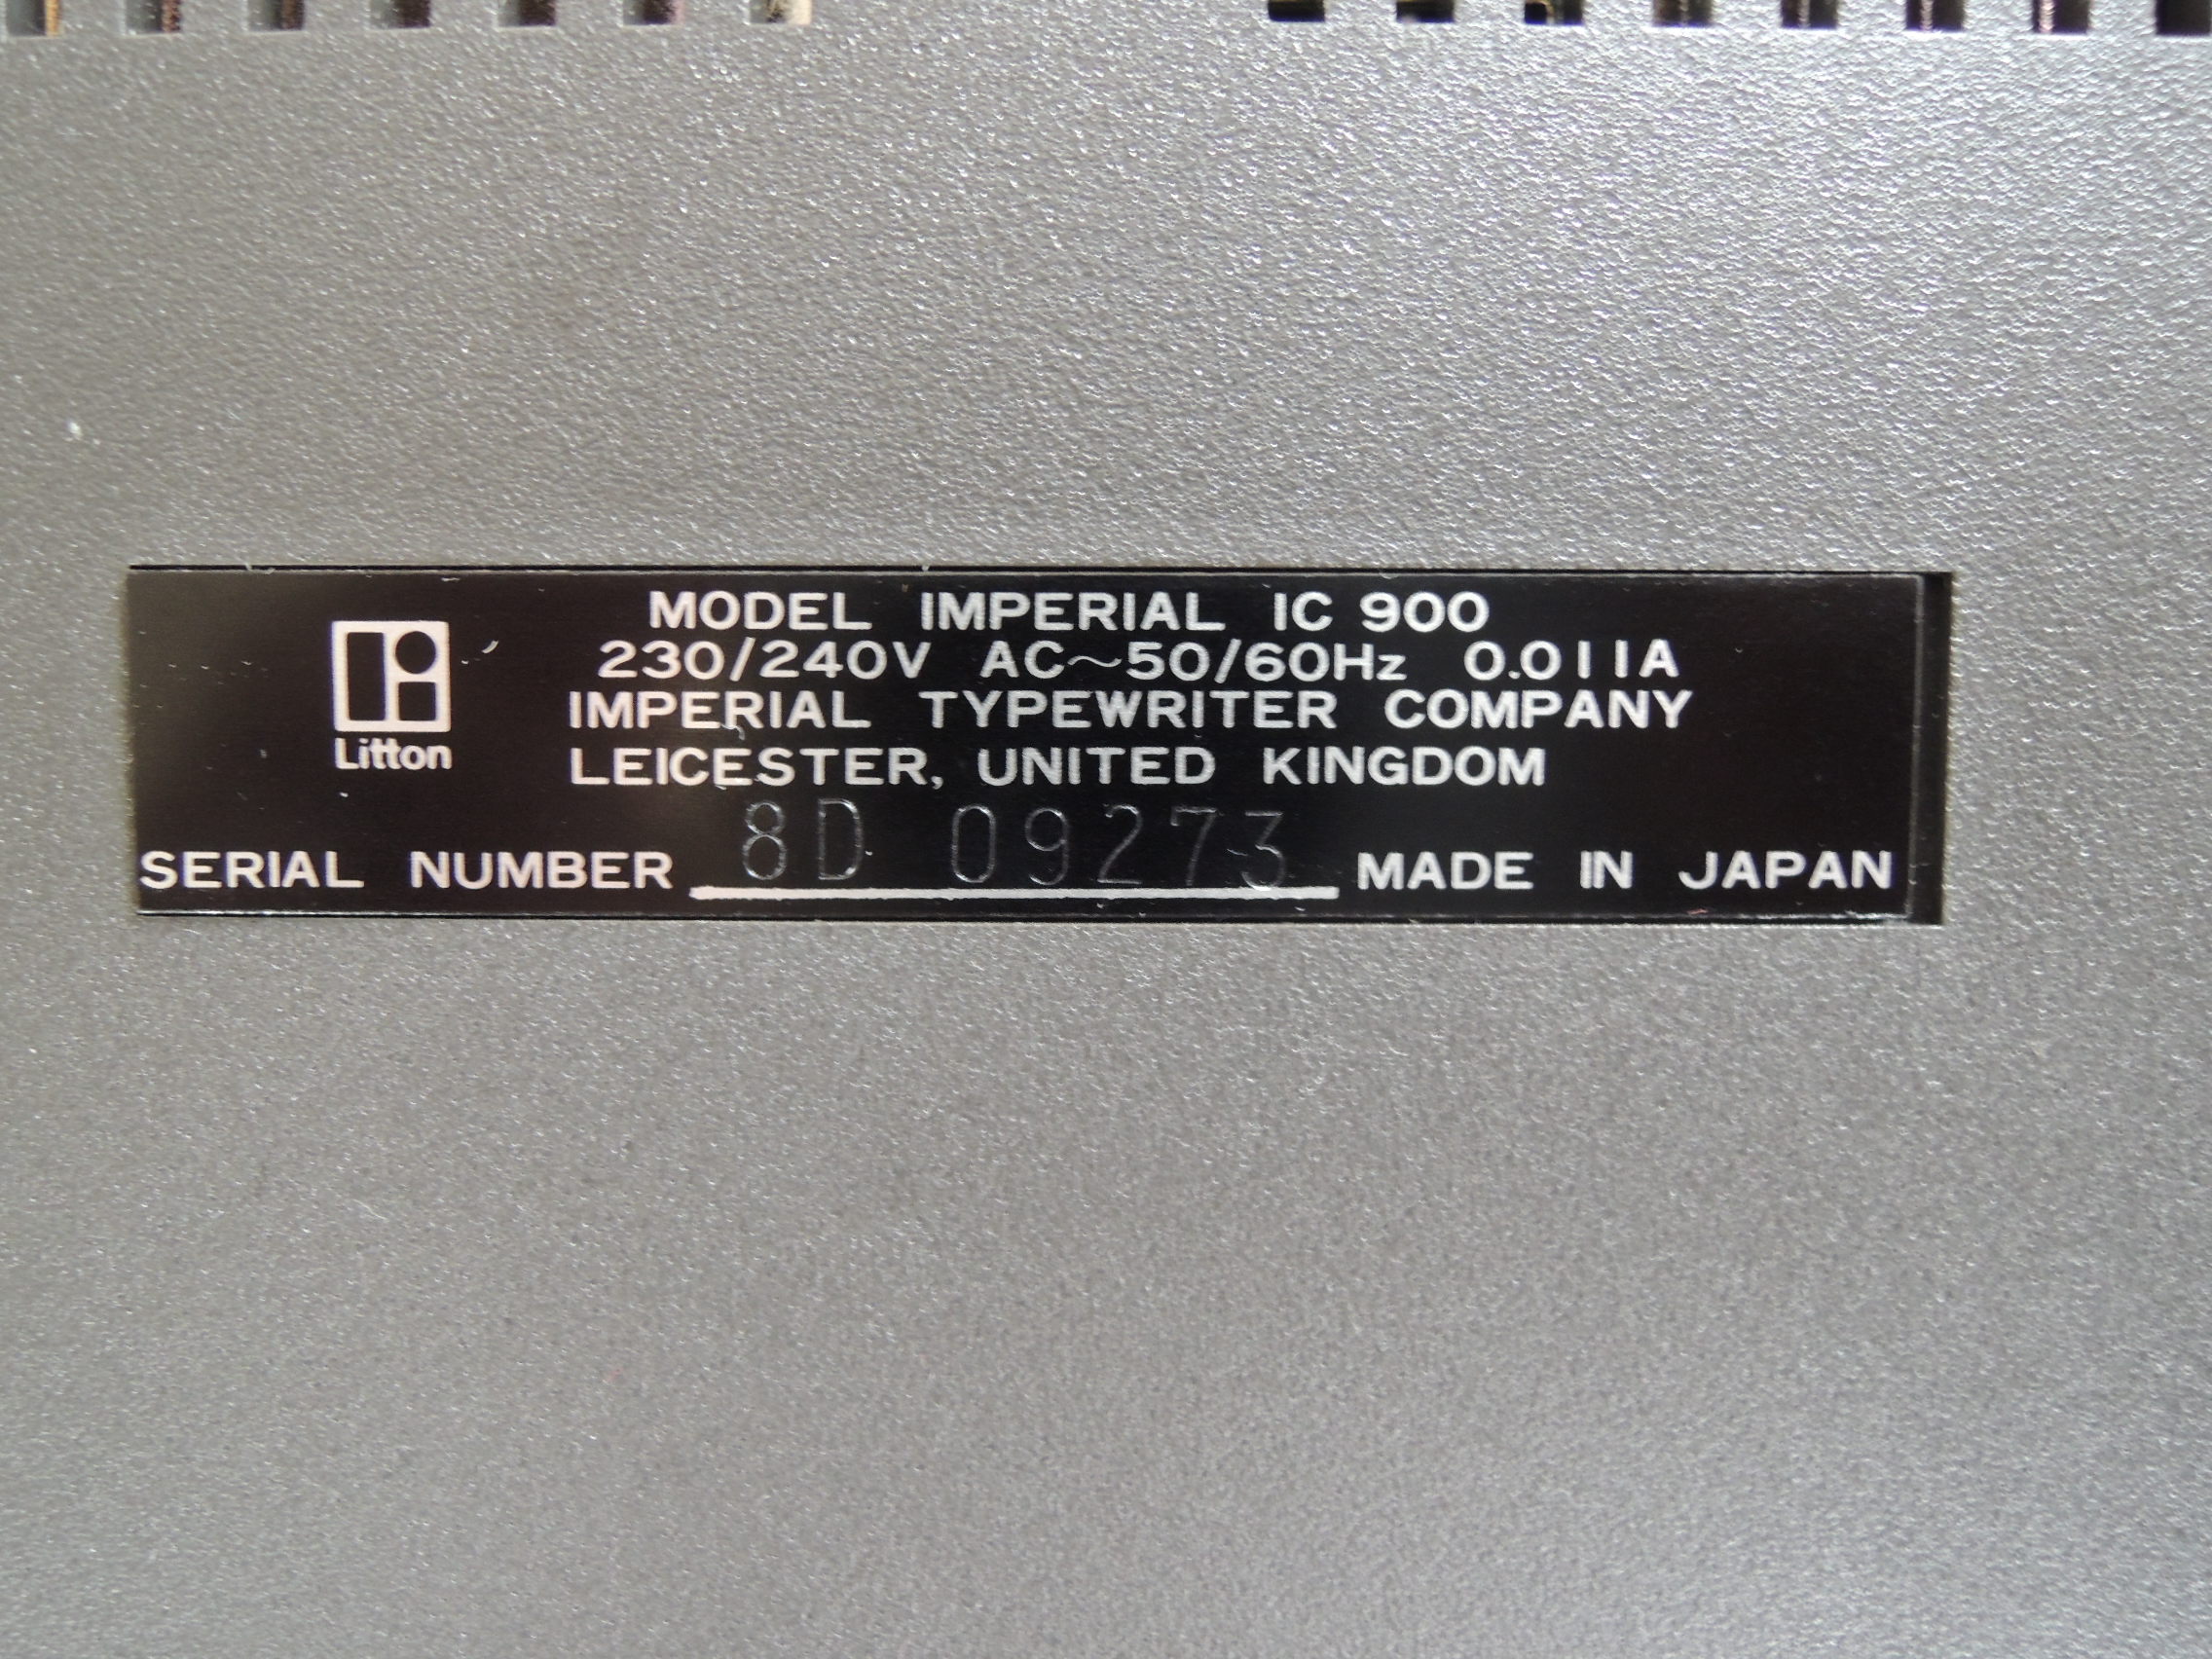 MODEL IMPERIAL IC 900
230/240V AC~50/60Hz 0.011A
IMPERIAL TYPEWRITER COMPANY
Litton
LEICESTER, UNITED KINGDOM
SERIAL NUMBER 8D 09273 MADE IN JAPAN